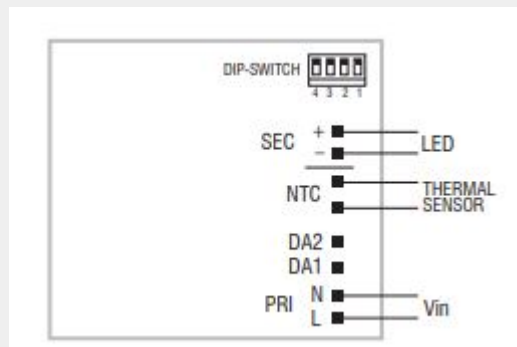 DIP-SWITCH
4 3 2 1
SEC + LED
-
NTC THERMAL
SENSOR
DA2
DA1
PRI N Vin
L